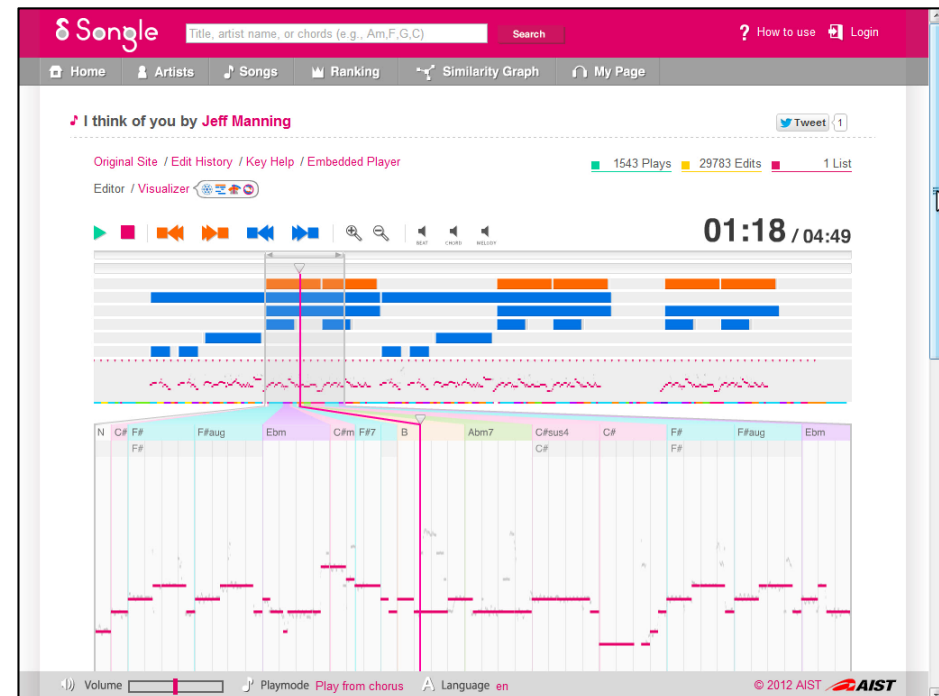 Songle
Title, artist name, or chords (e.g., Am,F,G,C) Search ? How to use Login
Home Artists Songs Ranking Similarity Graph My Page
I think of you by Jeff Manning Tweet 1
Original Site / Edit History / Key Help / Embedded Player 1543 Plays 29783 Edits 1 List
Editor / Visualizer
BEAT CHORD MELODY 01:18 / 04:49
N C# F# F#aug Ebm C#m F#7 B Abm7 C#sus4 C# F# F#aug Ebm
F# C# F#
Volume Playmode Play from chorus Language en © 2012 AIST AIST